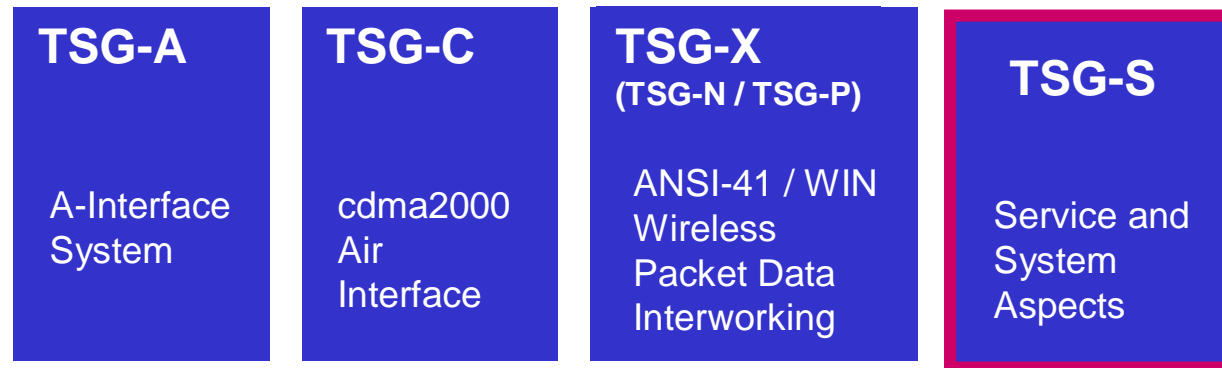 TSG-A
A-Interface
System
TSG-C
cdma2000
Air
Interface
TSG-X
(TSG-N / TSG-P)
ANSI-41 / WIN
Wireless
Packet Data
Interworking
TSG-S
Service and
System
Aspects